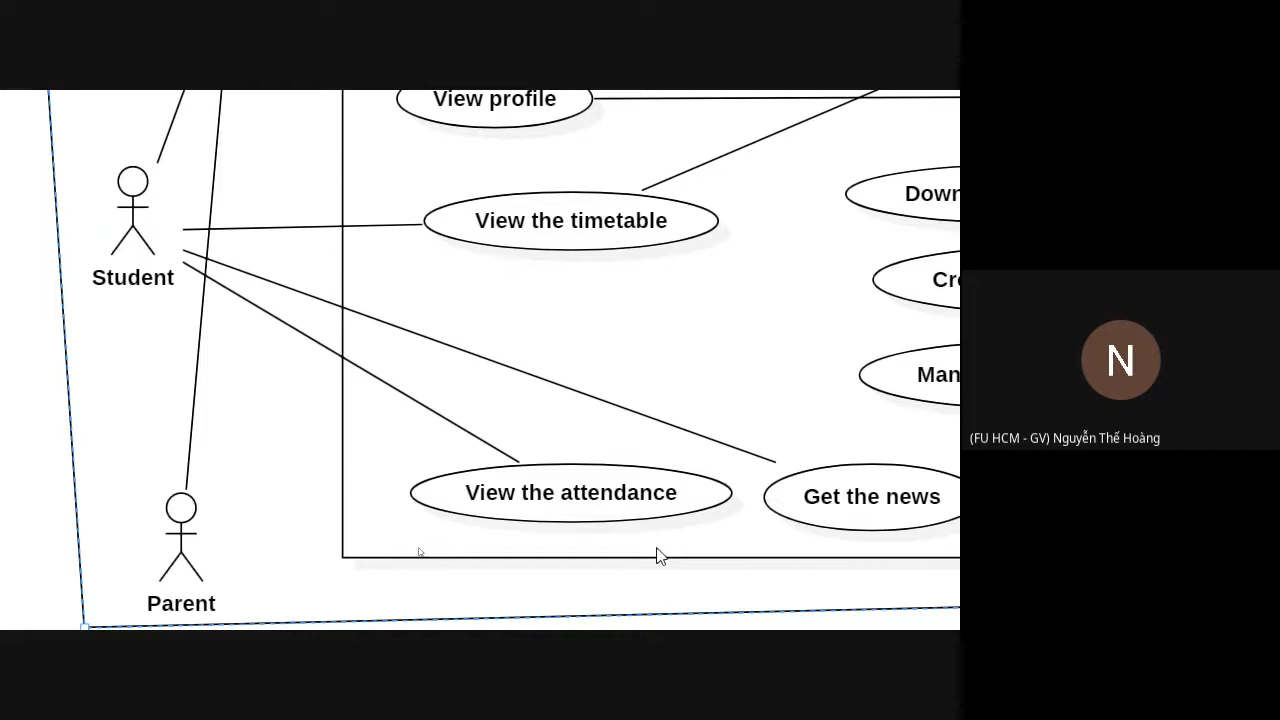 View profile
Down
View the timetable
Student
Cre
Man
View the attendance
Get the news
Parent
N
(FU HCM - GV) Nguyễn Thế Hoàng